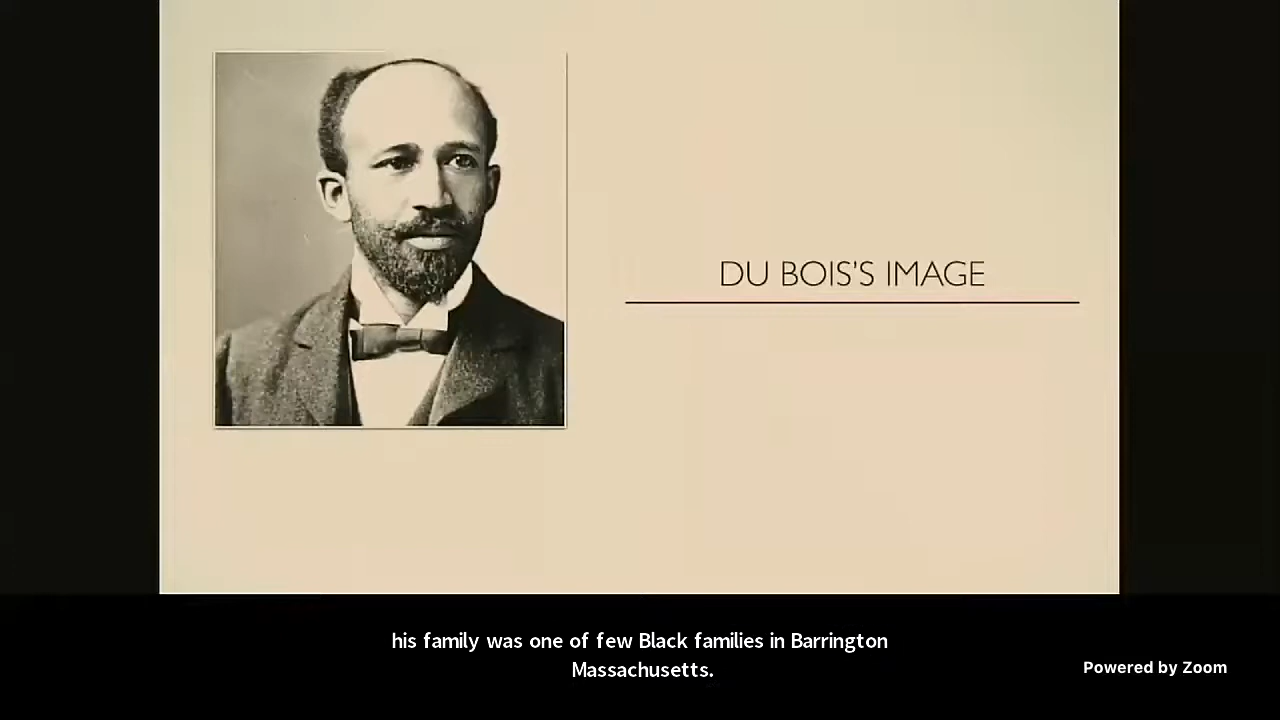 DU BOIS'S IMAGE
his family was one of few Black families in Barrington
Massachusetts.
Powered by Zoom